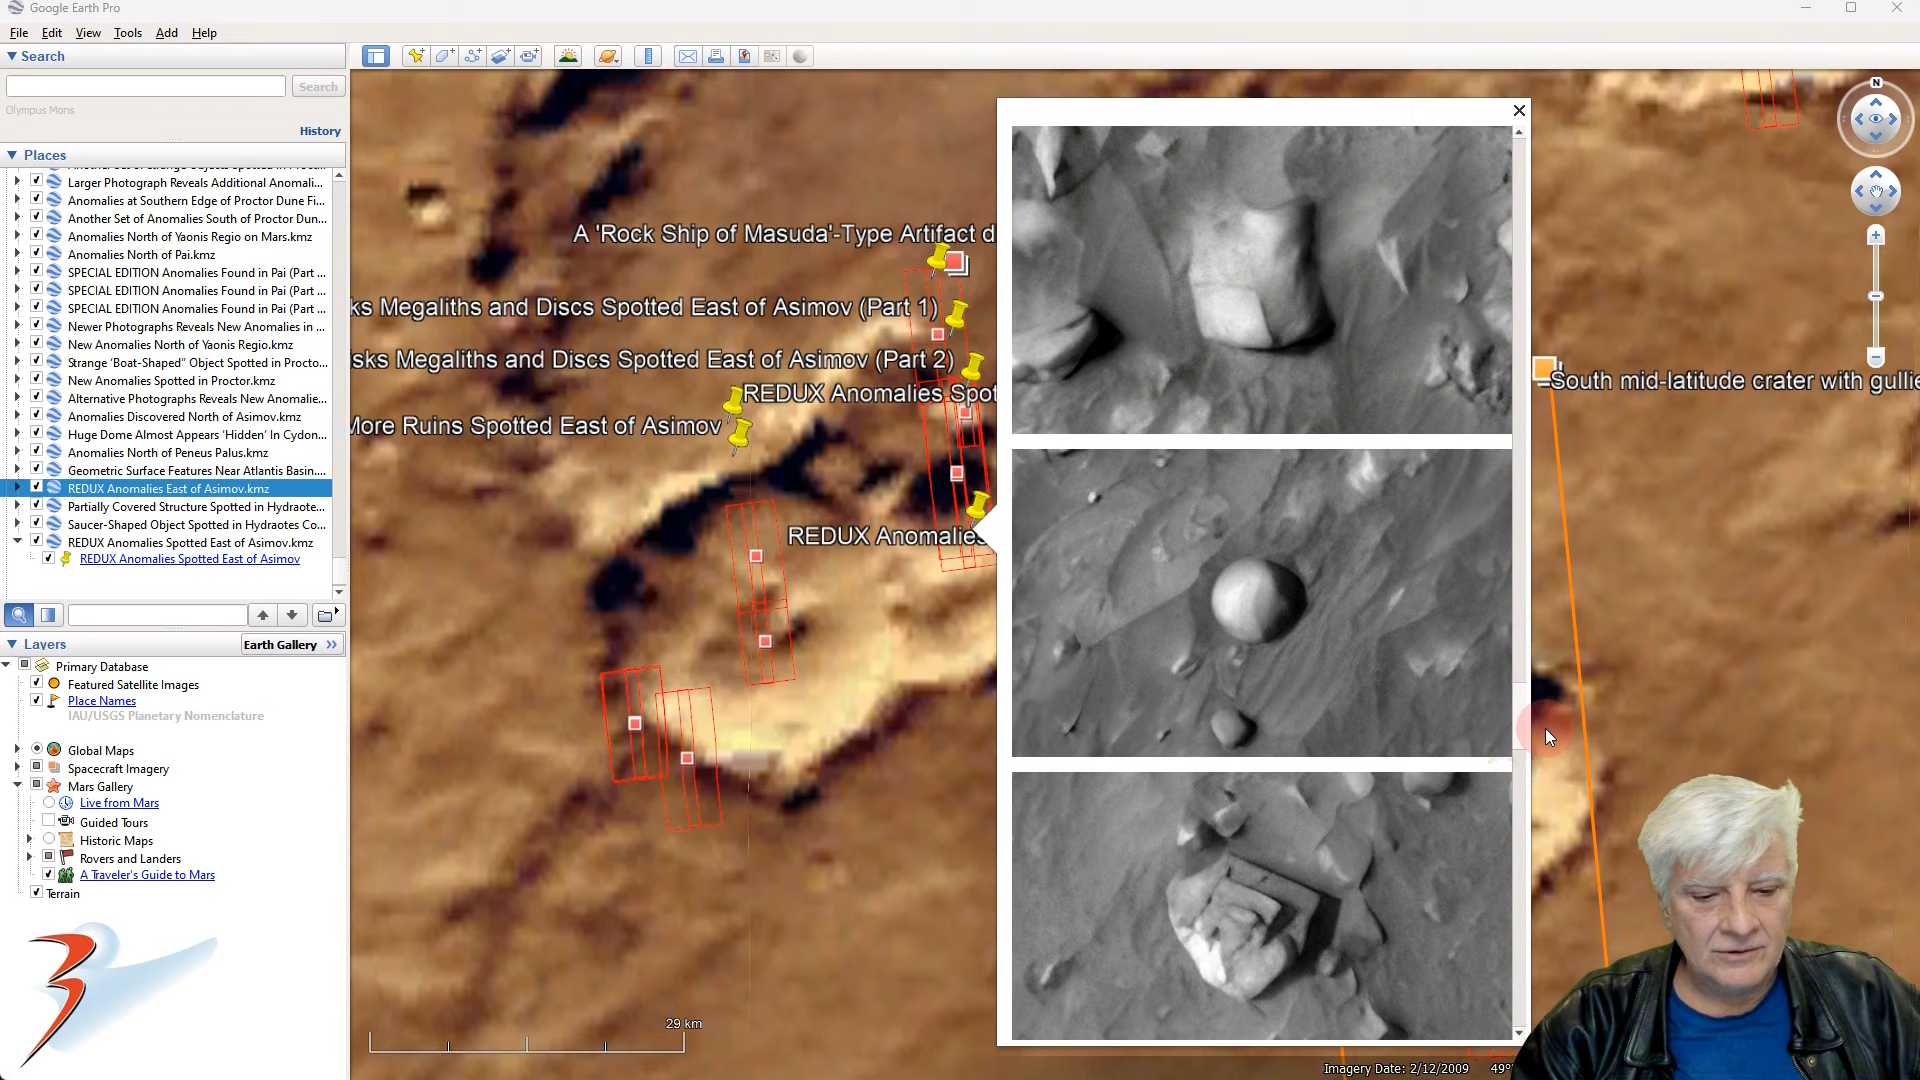 Google Earth Pro
File Edit View Tools Add Help
Search
Search
Olympus Mons
History
Places
Larger Photograph Reveals Additional Anomali...
Anomalies at Southern Edge of Proctor Dune Fi...
Another Set of Anomalies South of Proctor Dun...
Anomalies North of Yaonis Regio on Mars.kmz
Anomalies North of Pai.kmz
SPECIAL EDITION Anomalies Found in Pai (Part ...
SPECIAL EDITION Anomalies Found in Pai (Part ...
SPECIAL EDITION Anomalies Found in Pai (Part ...
Newer Photographs Reveals New Anomalies in ...
New Anomalies North of Yaonis Regio.kmz
Strange ‘Boat-Shaped” Object Spotted in Procto...
New Anomalies Spotted in Proctor.kmz
Alternative Photographs Reveals New Anomalie...
Anomalies Discovered North of Asimov.kmz
Huge Dome Almost Appears ‘Hidden’ In Cydon...
Anomalies North of Peneus Palus.kmz
Geometric Surface Features Near Atlantis Basin....
REDUX Anomalies East of Asimov.kmz
Partially Covered Structure Spotted in Hydraote...
Saucer-Shaped Object Spotted in Hydraotes Co...
REDUX Anomalies Spotted East of Asimov.kmz
REDUX Anomalies Spotted East of Asimov
Layers
Earth Gallery »
Primary Database
Featured Satellite Images
Place Names
IAU/USGS Planetary Nomenclature
Global Maps
Spacecraft Imagery
Mars Gallery
Live from Mars
Guided Tours
Historic Maps
Rovers and Landers
A Traveler's Guide to Mars
Terrain
A 'Rock Ship of Masuda'-Type Artifact d
ks Megaliths and Discs Spotted East of Asimov (Part 1)
sks Megaliths and Discs Spotted East of Asimov (Part 2)
REDUX Anomalies Spot
More Ruins Spotted East of Asimov
REDUX Anomalies
South mid-latitude crater with gullie
N
29 km
Imagery Date: 2/12/2009 49°